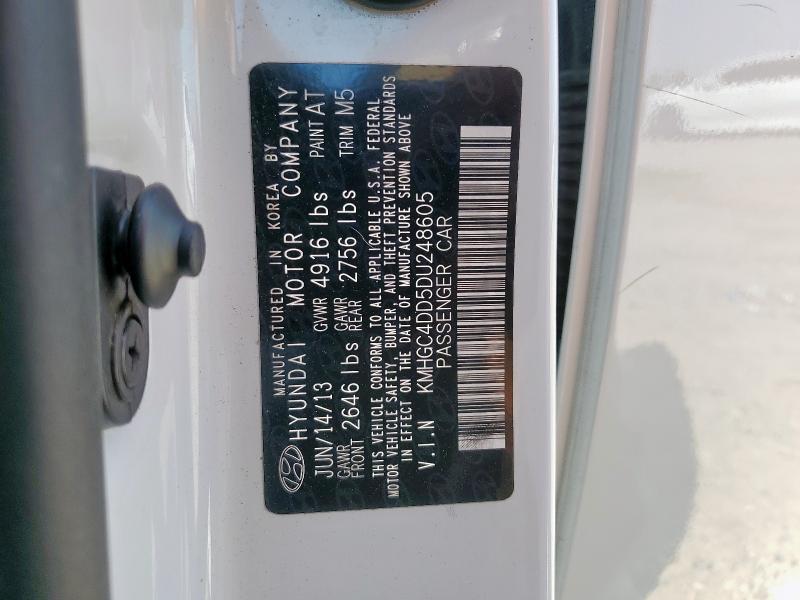 MANUFACTURED IN KOREA BY
HYUNDAI MOTOR COMPANY
JUN/14/13 GVWR 4916 lbs PAINT AT
GAWR FRONT 2646 lbs GAWR REAR 2756 lbs TRIM M5
THIS VEHICLE CONFORMS TO ALL APPLICABLE U.S.A. FEDERAL
MOTOR VEHICLE SAFETY, BUMPER, AND THEFT PREVENTION STANDARDS
IN EFFECT ON THE DATE OF MANUFACTURE SHOWN ABOVE
V.I.N KMHGC4DD5DU248605
PASSENGER CAR